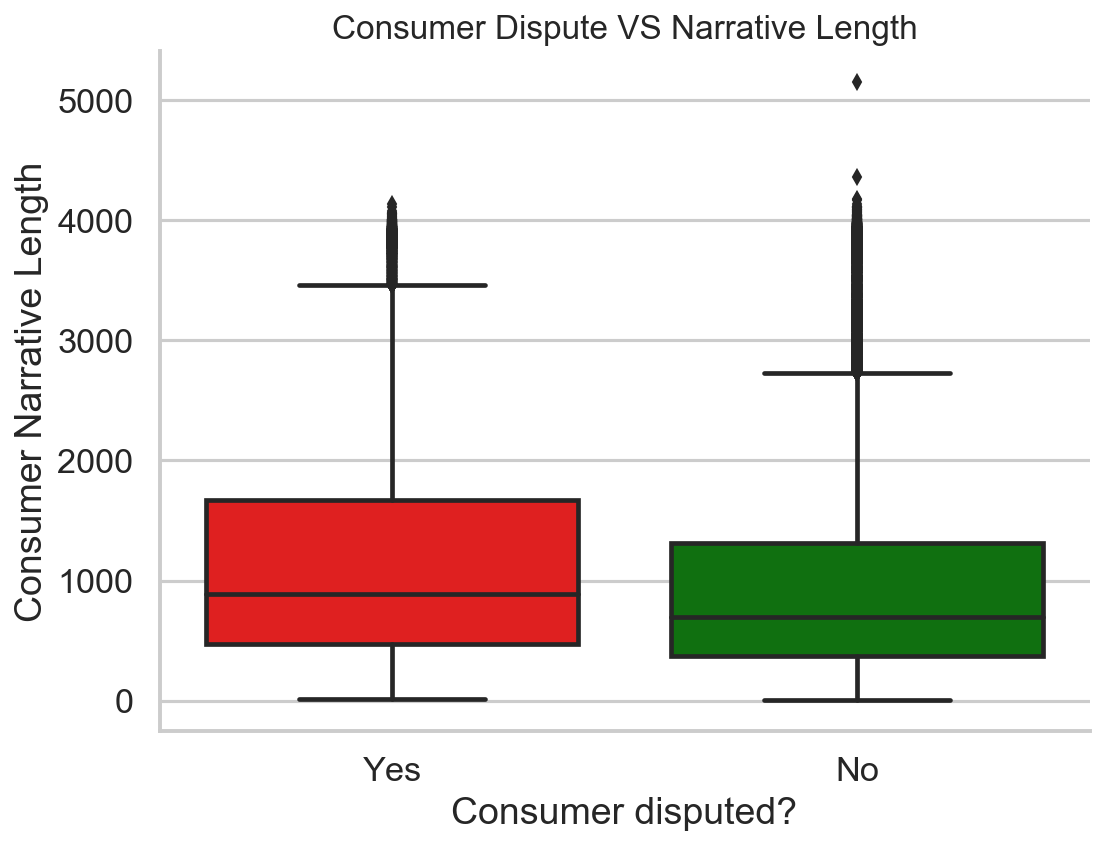 Consumer Dispute VS Narrative Length
Consumer Narrative Length
5000
4000
3000
2000
1000
0
Yes
No
Consumer disputed?